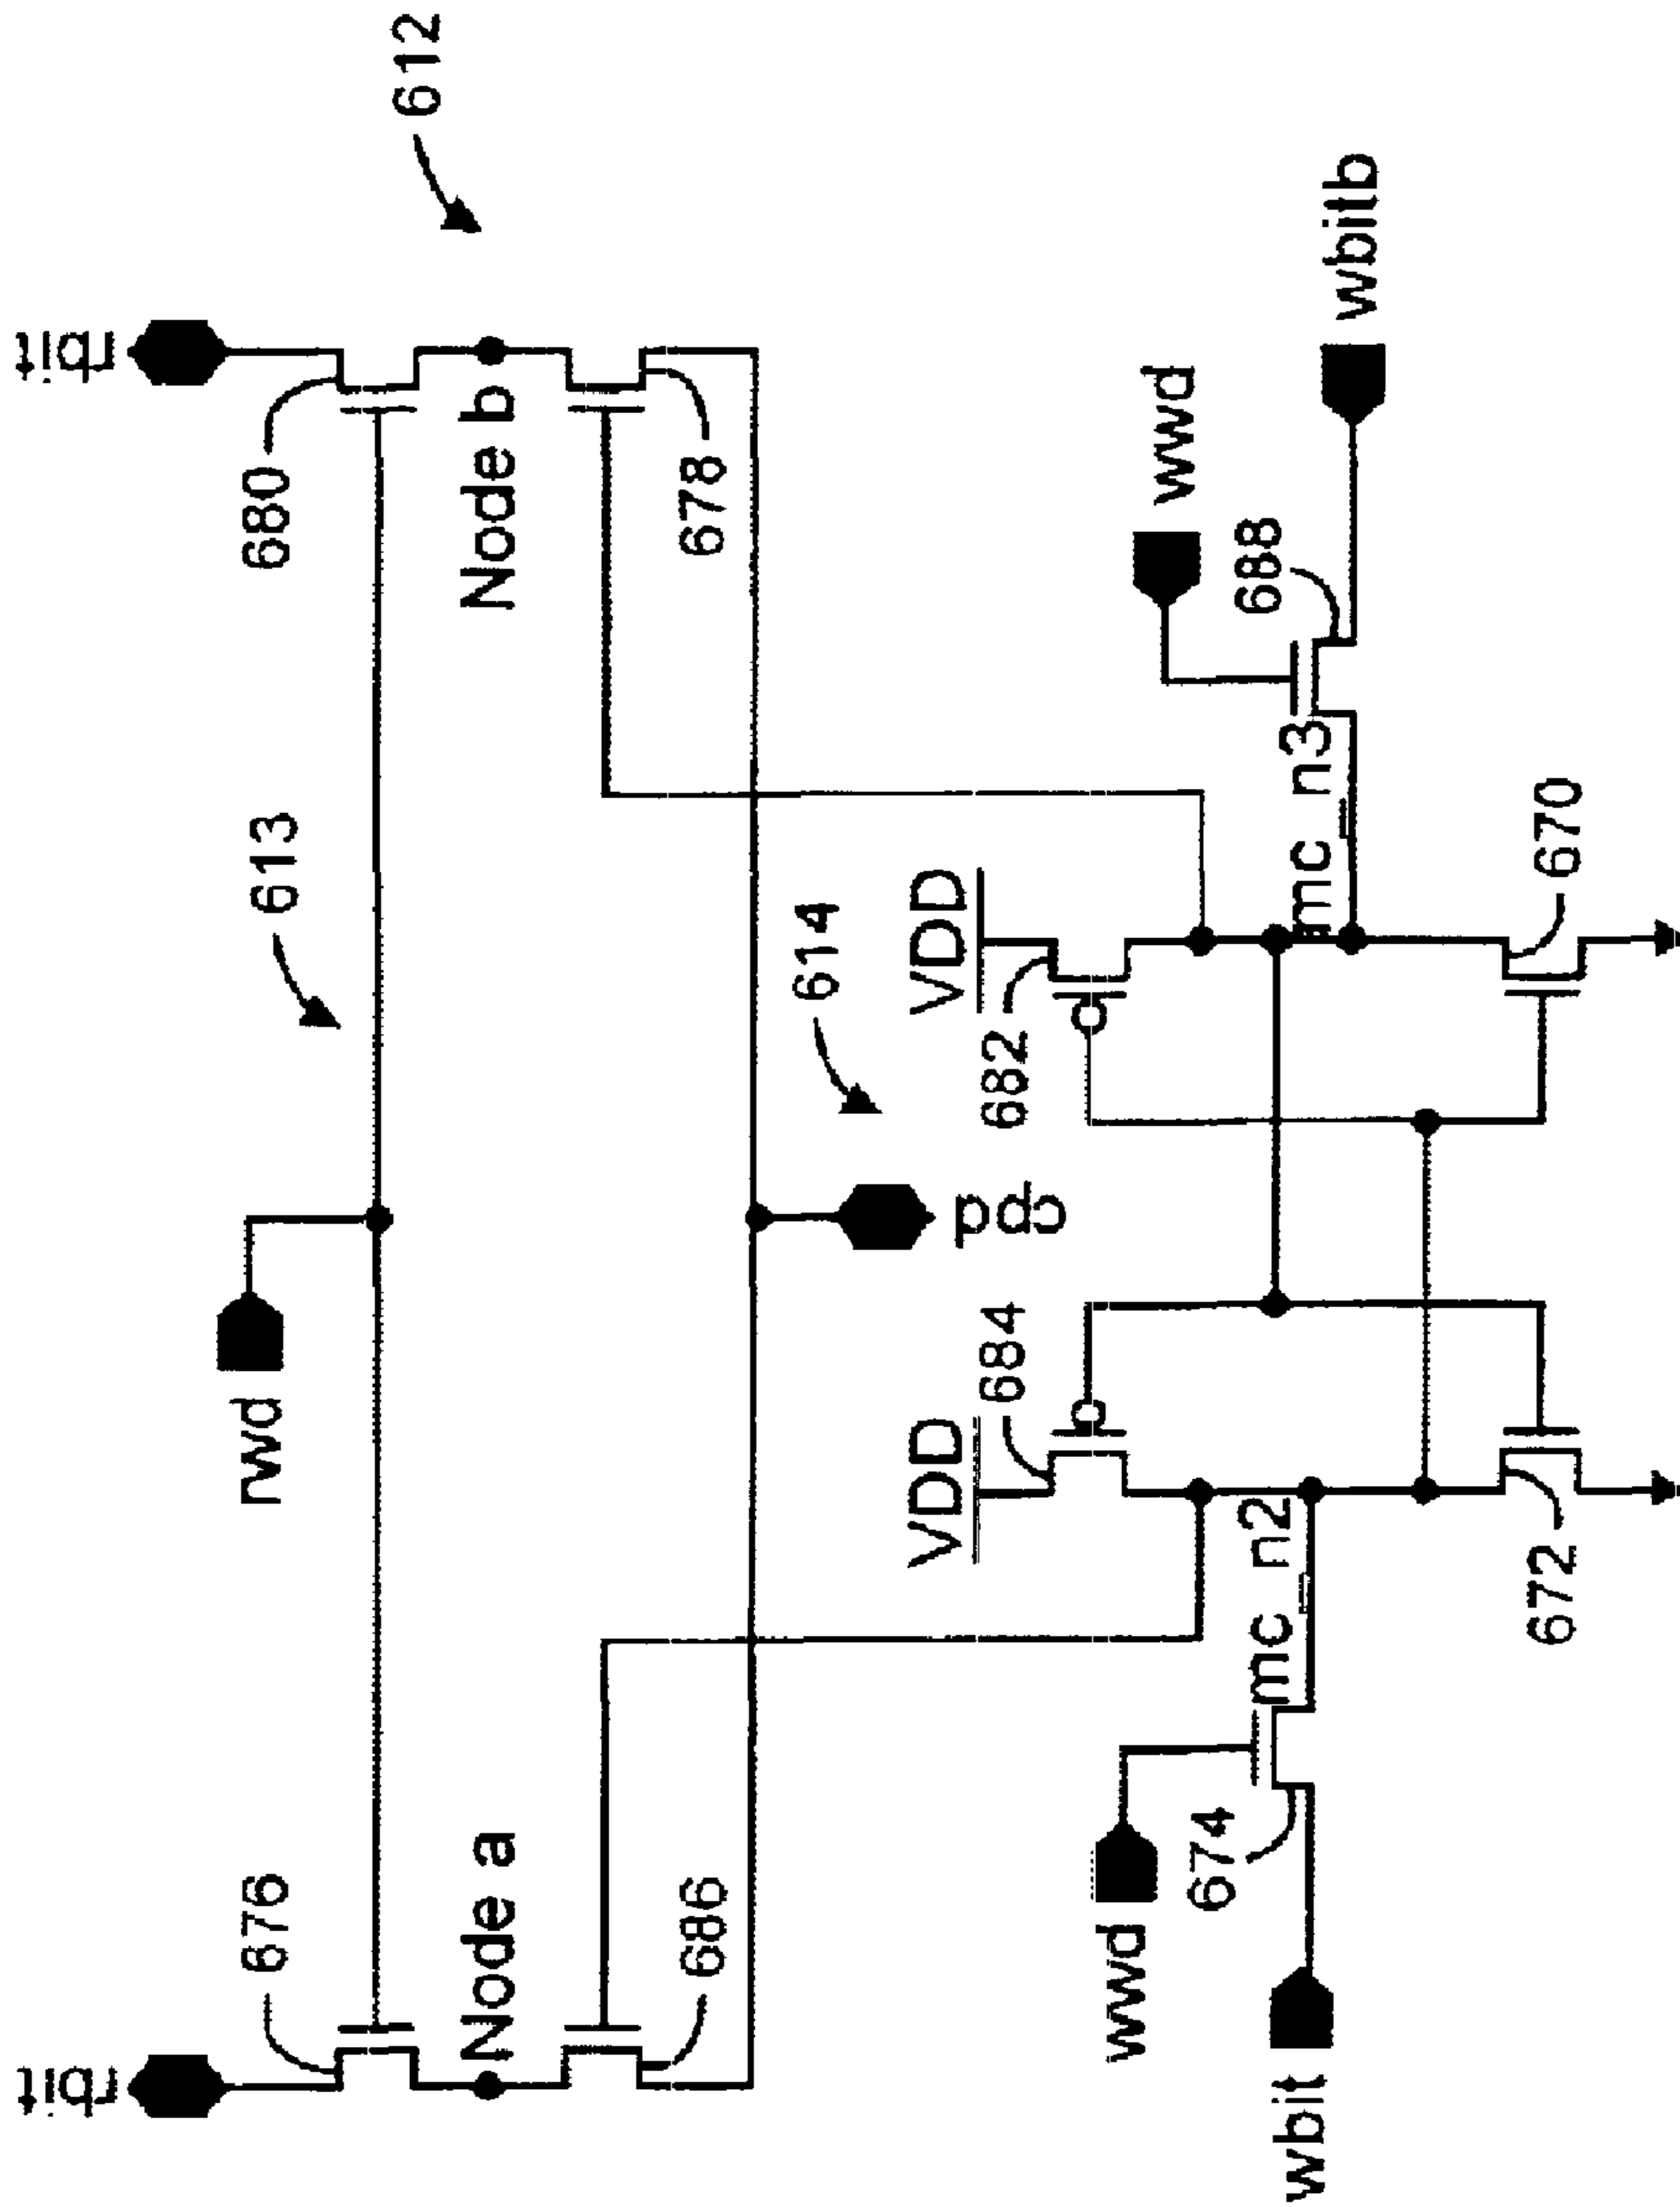 rbit
612
680
Node b
678
613
rwd
614
cpd
676
Node a
686
rbit
wwd
688
wbitb
VDD
682
mc_n3
670
VDD
684
mc_n2
672
wwd
674
wbit